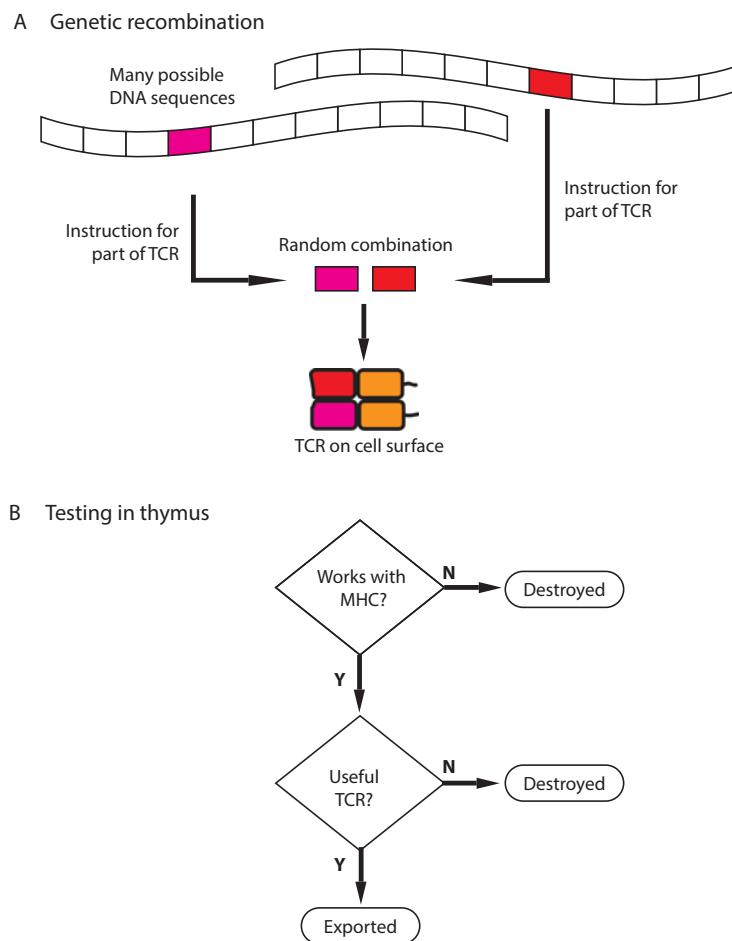 A Genetic recombination
Many possible
DNA sequences
Instruction for
part of TCR
Instruction for
part of TCR
Random combination
TCR on cell surface
B Testing in thymus
Works with
MHC?
N
Destroyed
Y
Useful
TCR?
N
Destroyed
Y
Exported